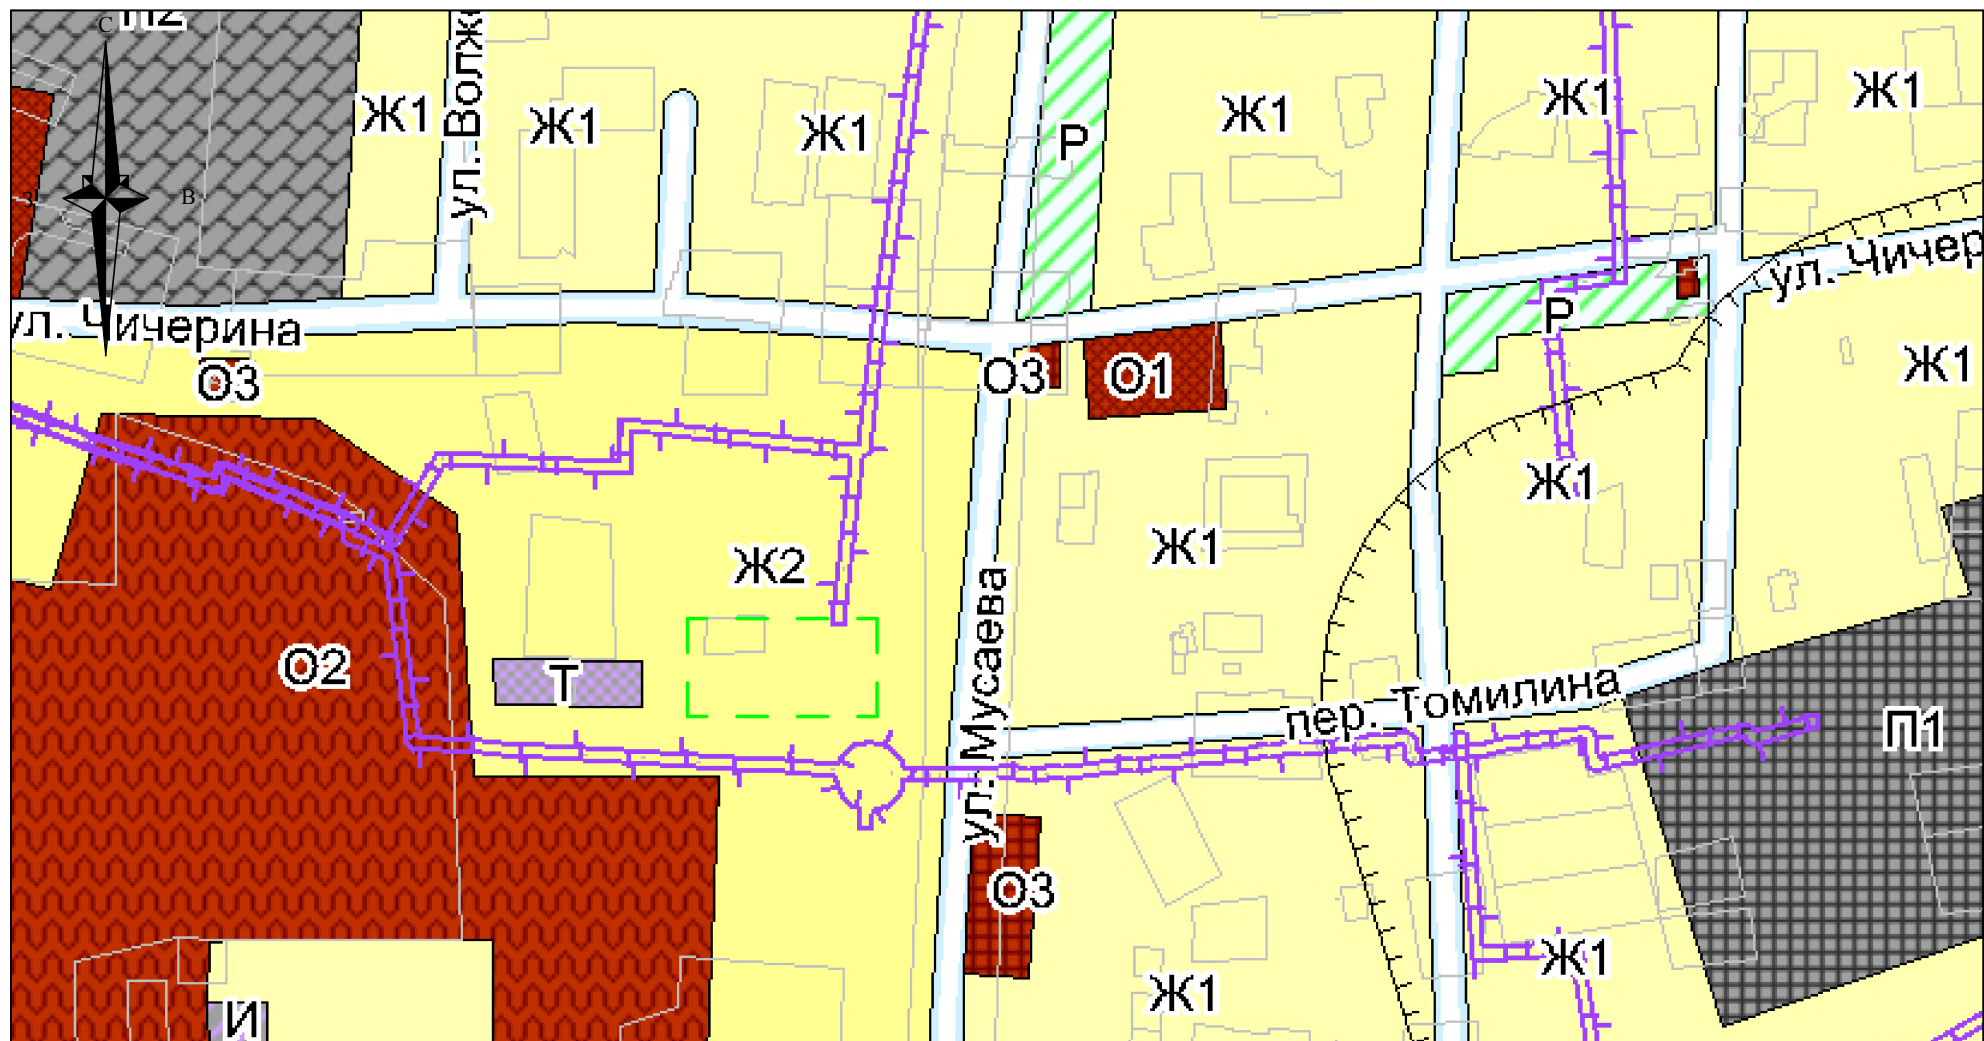 П2
С
Ж1
ул. Волж
Ж1
Ж1
Р
Ж1
Ж1
Ж1
З
В
ул. Чичер
ул. Чичерина
О3
О3
О1
Р
Ж1
Ж1
Ж2
Ж1
О2
Т
ул. Мусаева
пер. Томилина
П1
О3
Ж1
Ж1
И